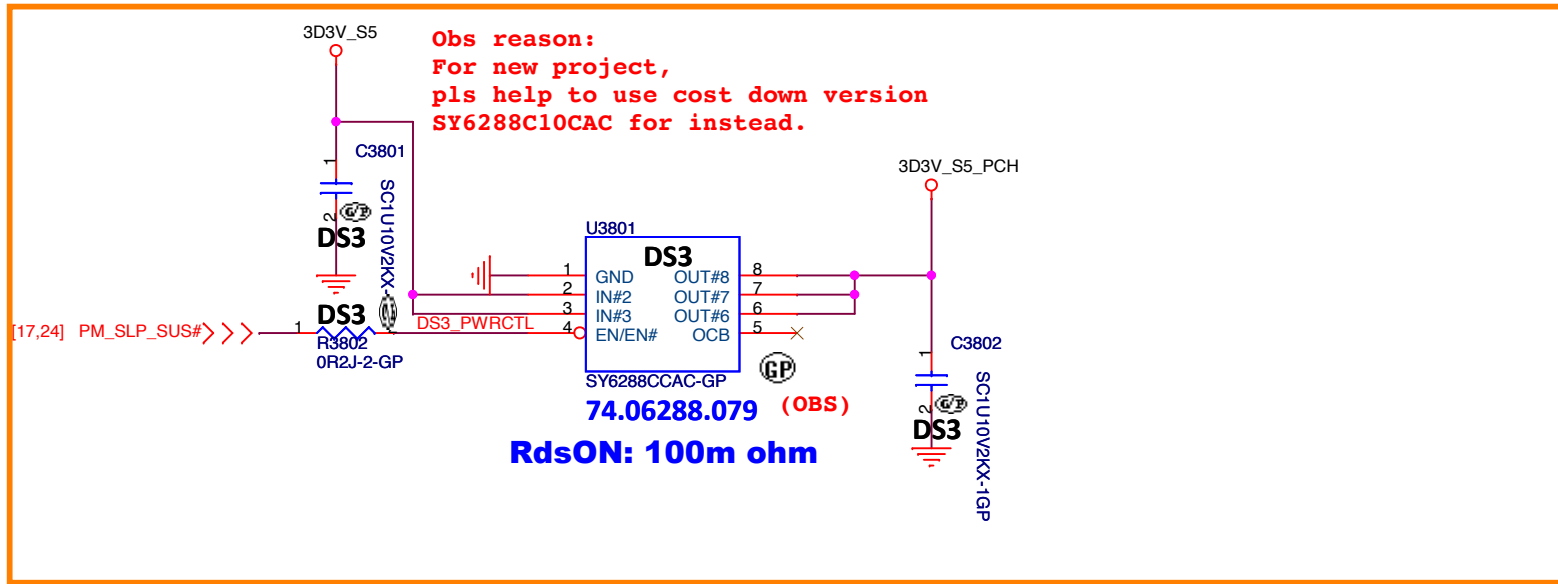 3D3V_S5
Obs reason:
For new project,
pls help to use cost down version
SY6288C10CAC for instead.
C3801
1
2
SC1U10V2KX-
G/P
DS3
3D3V_S5_PCH
U3801
DS3
1 GND OUT#8 8
2 IN#2 OUT#7 7
3 IN#3 OUT#6 6
4 EN/EN# OCB 5
DS3
[17,24] PM_SLP_SUS#
1
DS3_PWRCTL
R3802
0R2J-2-GP
SY6288CCAC-GP
GP
74.06288.079 (OBS)
RdsON: 100m ohm
C3802
1
2
G/P
DS3
SC1U10V2KX-1GP